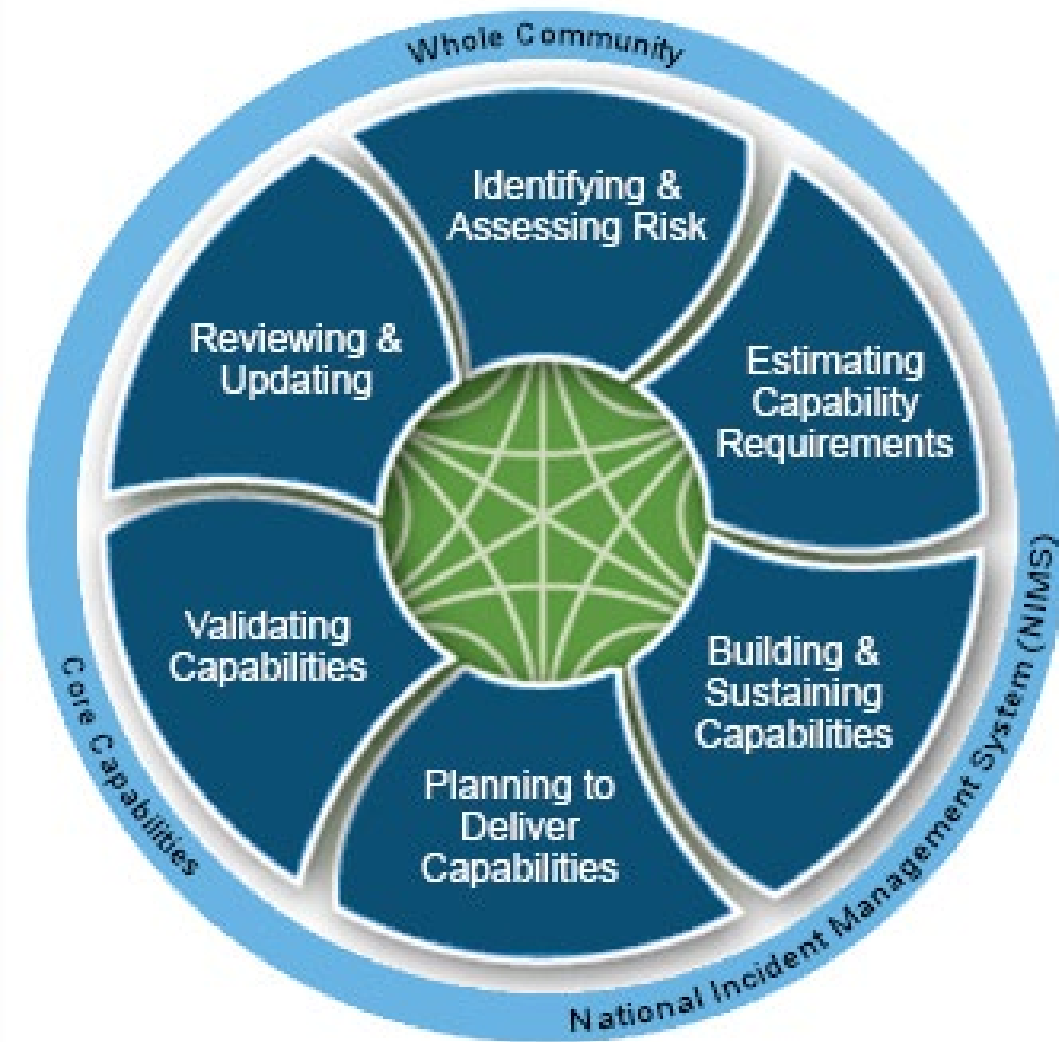 Whole Community
Identifying &
Assessing Risk
Estimating
Capability
Requirements
Building &
Sustaining
Capabilities
Planning to
Deliver
Capabilities
Validating
Capabilities
Reviewing &
Updating
National Incident Management System (NIMS)
Core Capabilities